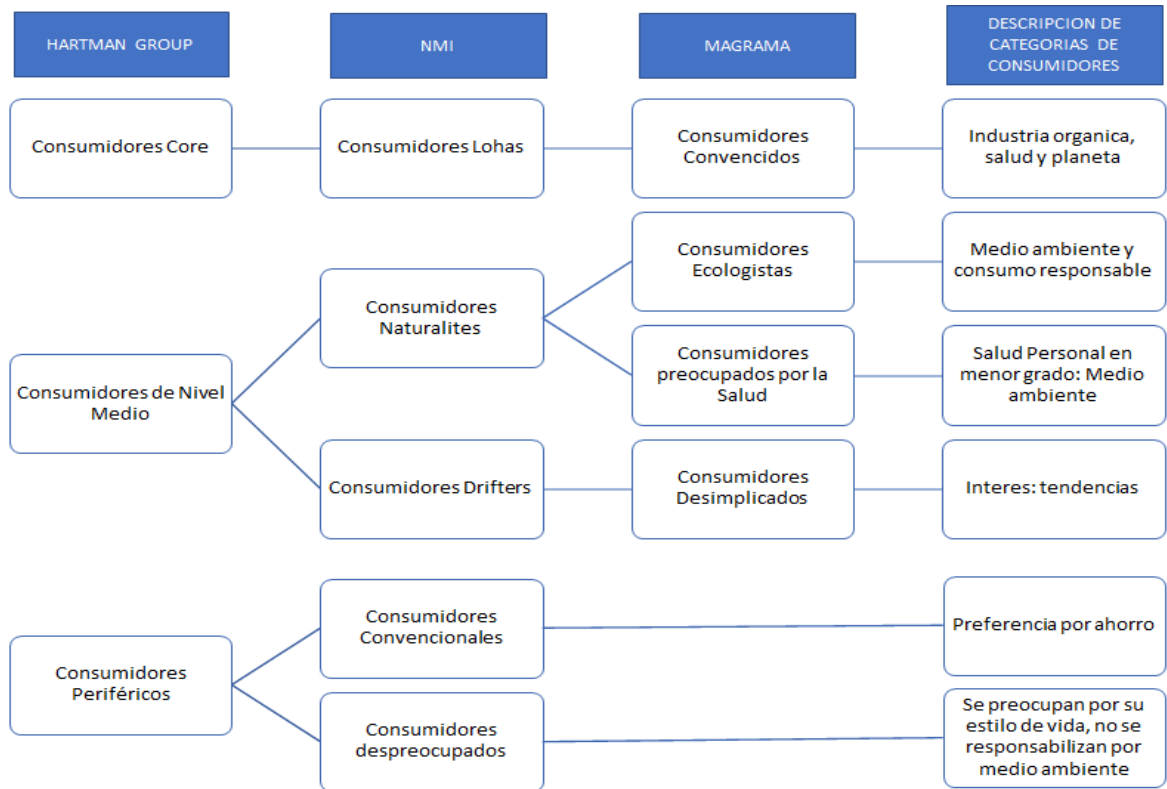 HARTMAN GROUP
NMI
MAGRAMA
DESCRIPCION DE
CATEGORIAS DE
CONSUMIDORES
Consumidores Core
Consumidores Lohas
Consumidores
Convencidos
Industria organica,
salud y planeta
Consumidores de Nivel
Medio
Consumidores
Naturalites
Consumidores
Ecologistas
Medio ambiente y
consumo responsable
Consumidores
preocupados por la
Salud
Salud Personal en
menor grado: Medio
ambiente
Consumidores Drifters
Consumidores
Desimplicados
Interes: tendencias
Consumidores
Periféricos
Consumidores
Convencionales
Preferencia por ahorro
Consumidores
despreocupados
Se preocupan por su
estilo de vida, no se
responsabilizan por
medio ambiente